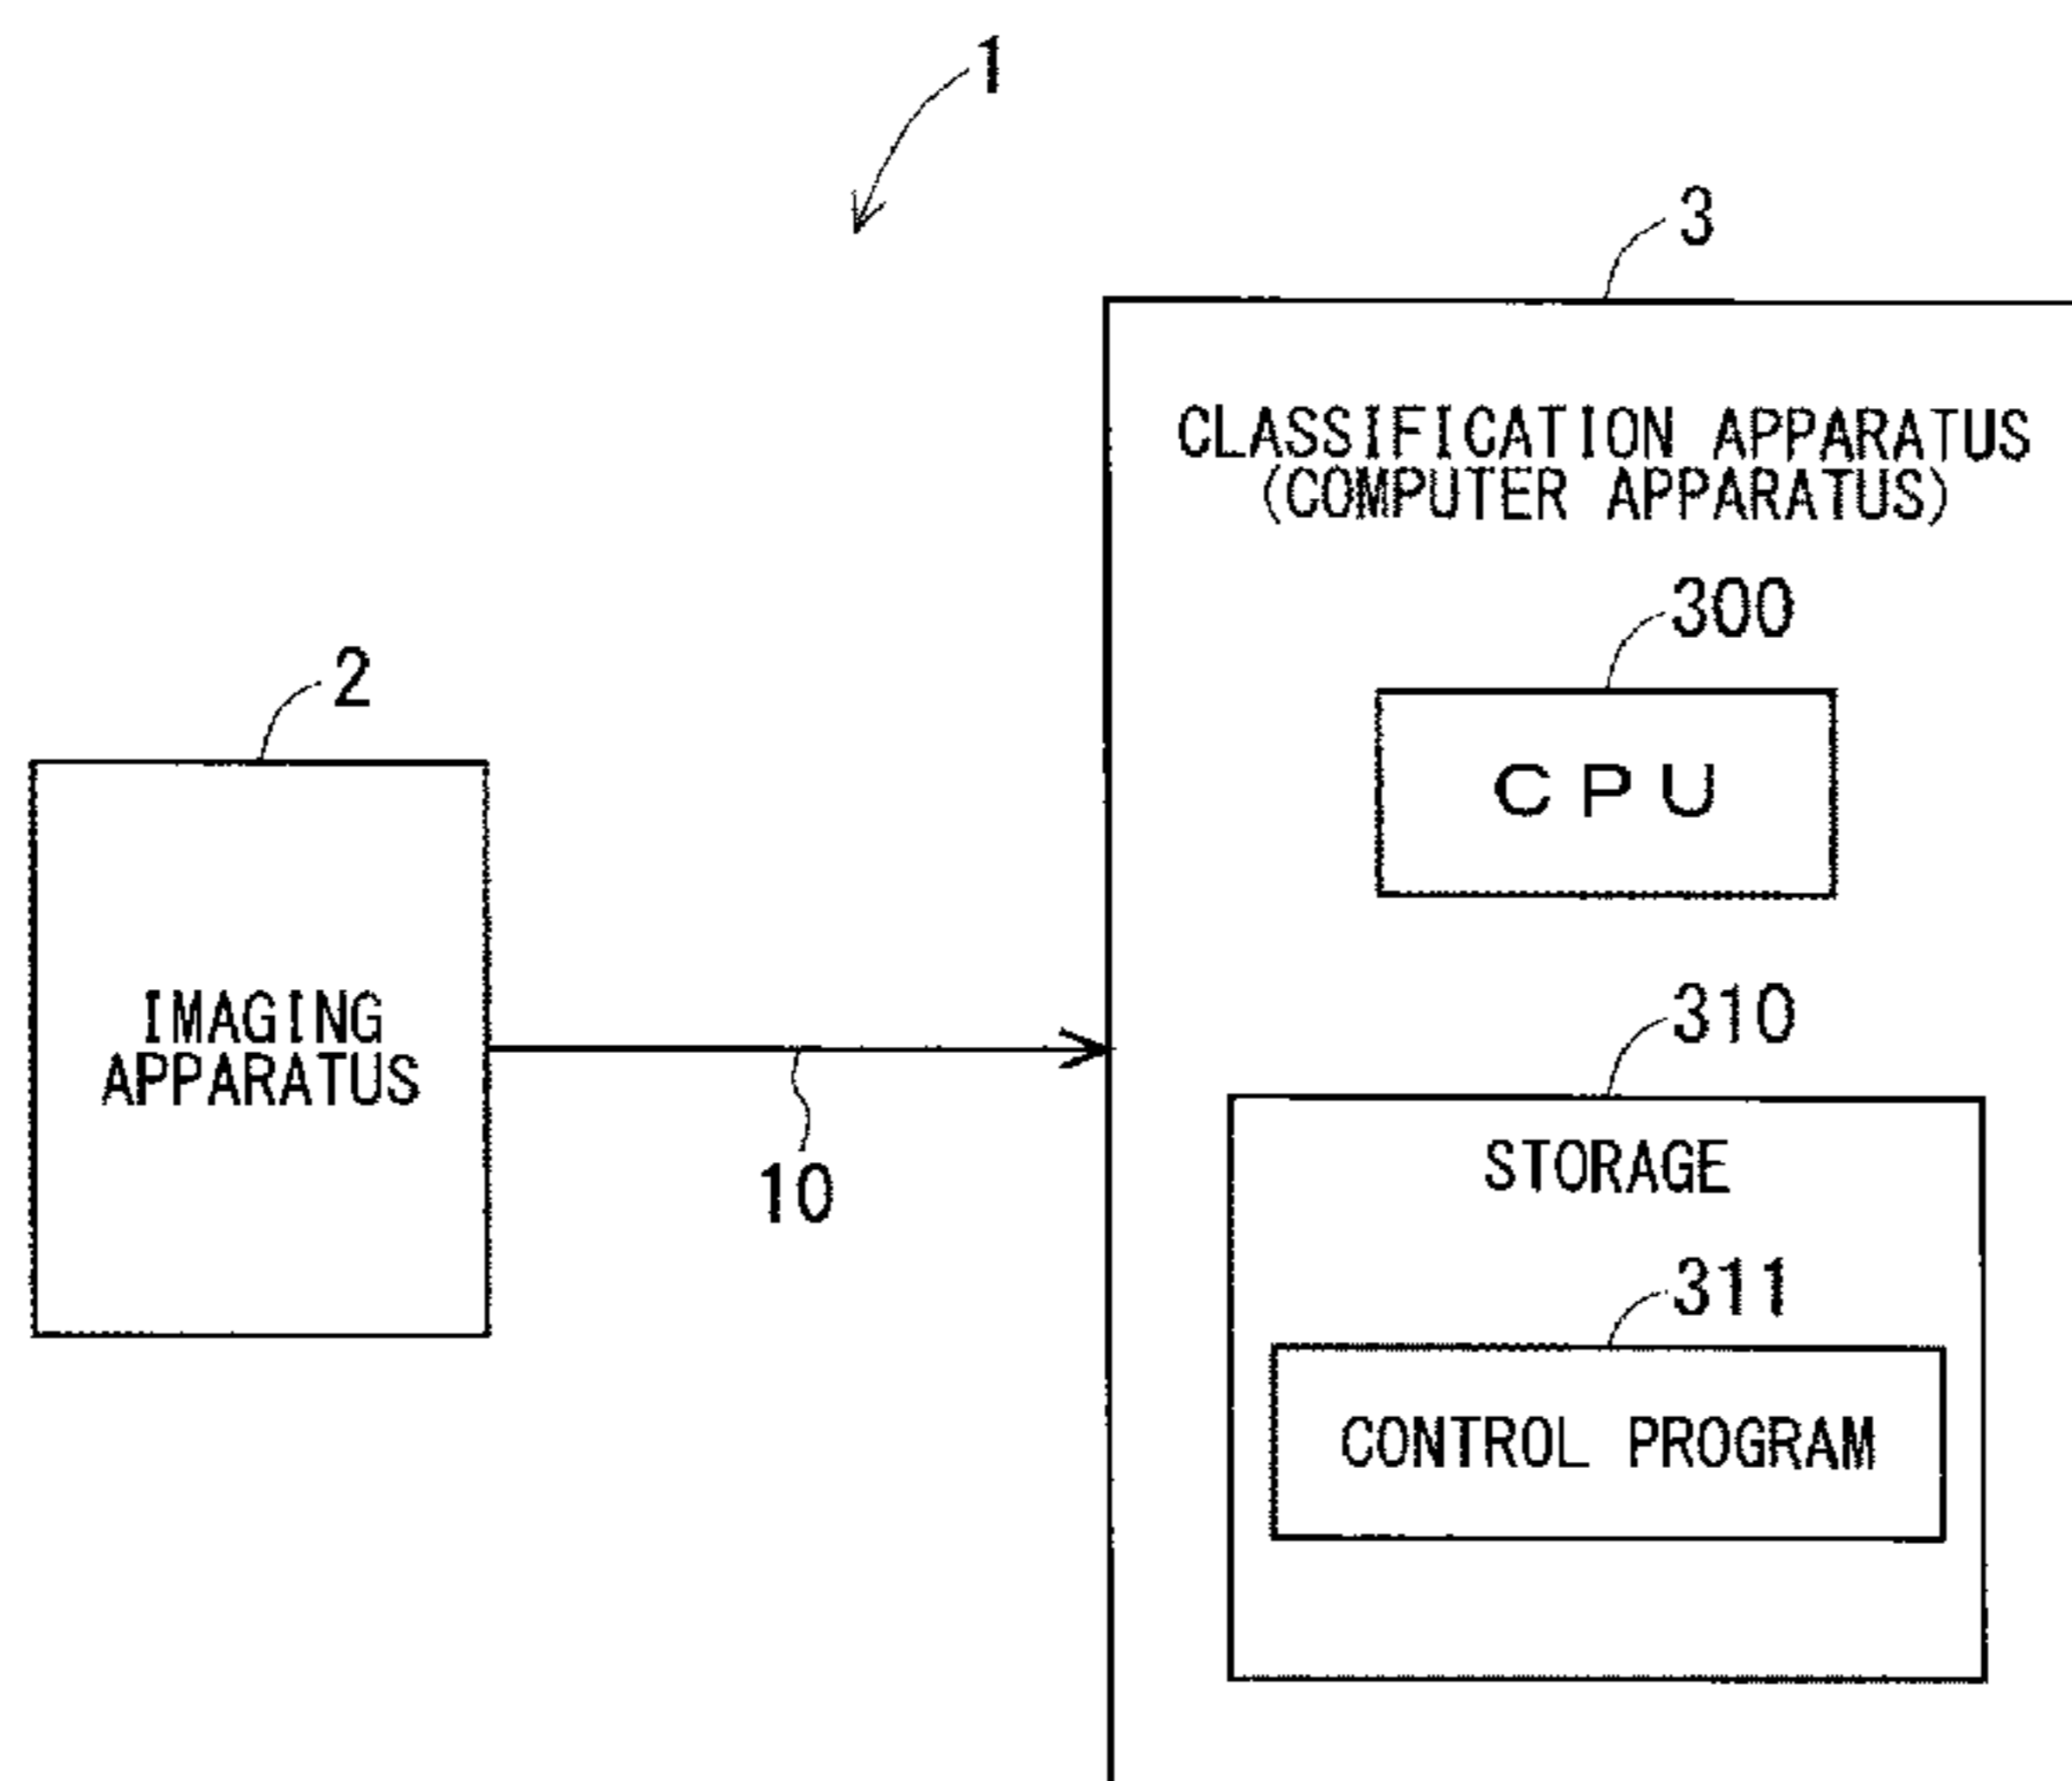 1
3
CLASSIFICATION APPARATUS
(COMPUTER APPARATUS)
300
CPU
2
IMAGING
APPARATUS
10
310
STORAGE
311
CONTROL PROGRAM